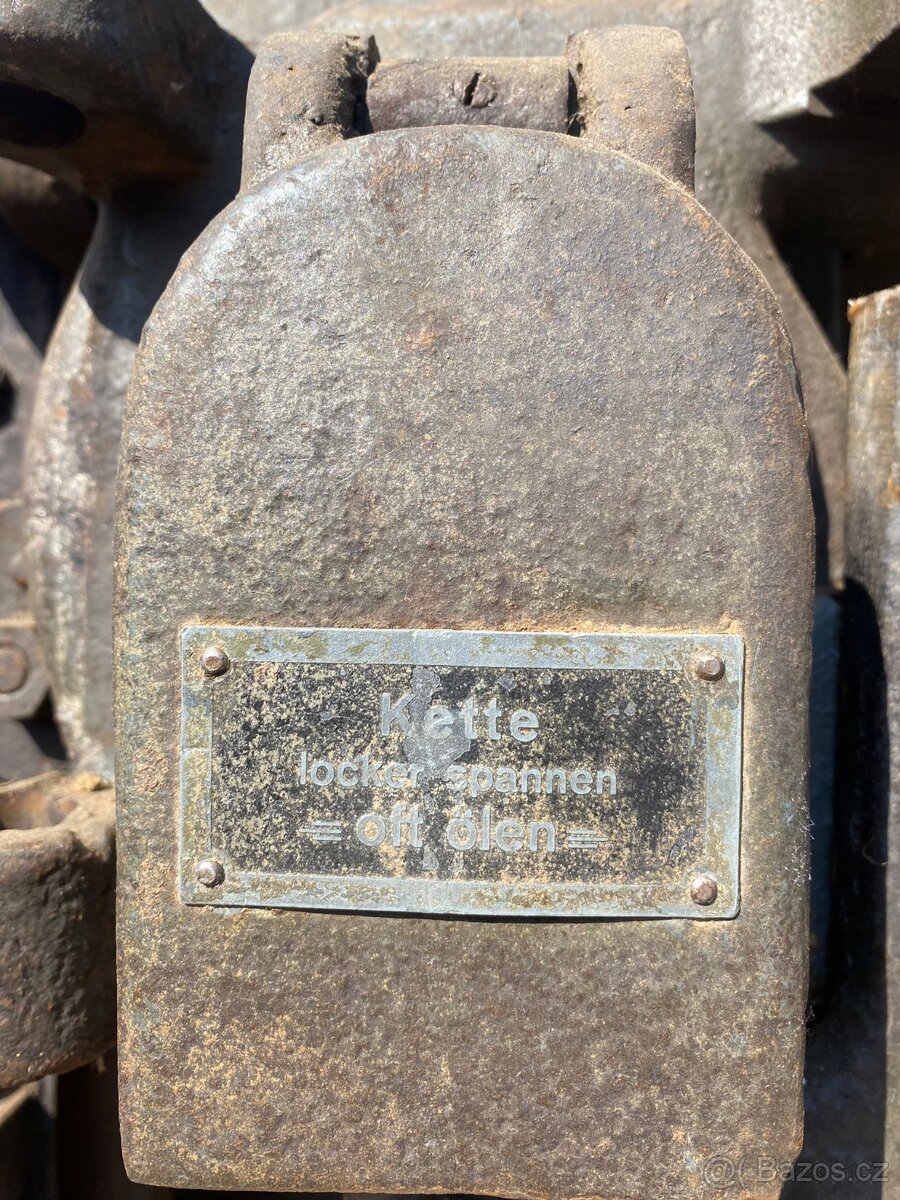 Kette
locker spannen
= oft ölen =
@( Bazos.cz